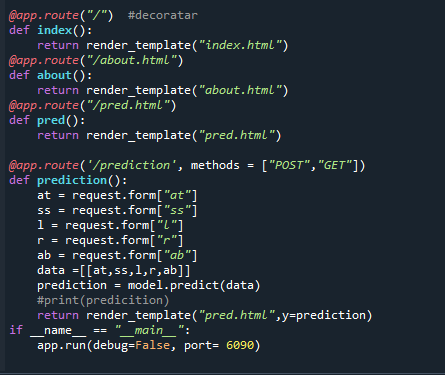 @app.route("/")  #decoratar
def index():
    return render_template("index.html")
@app.route("/about.html")
def about():
    return render_template("about.html")
@app.route("/pred.html")
def pred():
    return render_template("pred.html")

@app.route('/prediction', methods = ["POST","GET"])
def prediction():
    at = request.form["at"]
    ss = request.form["ss"]
    l = request.form["l"]
    r = request.form["r"]
    ab = request.form["ab"]
    data =[[at,ss,l,r,ab]]
    prediction = model.predict(data)
    #print(predicition)
    return render_template("pred.html",y=prediction)
if __name__ == "__main__":
    app.run(debug=False, port= 6090)